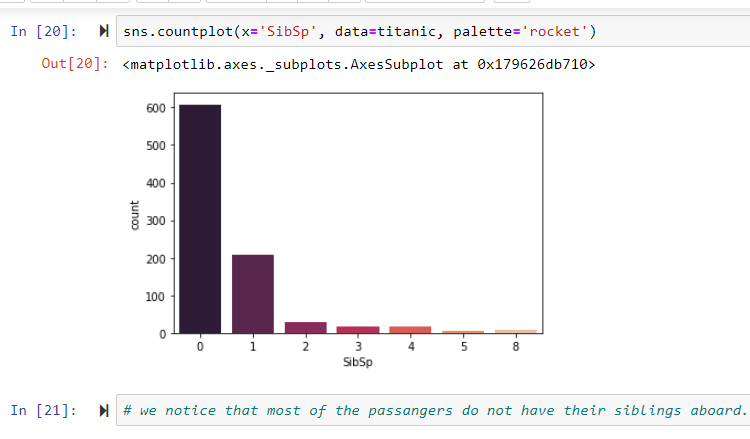 In [20]: sns.countplot(x='SibSp', data=titanic, palette='rocket')
Out[20]: <matplotlib.axes._subplots.AxesSubplot at 0x179626db710>
600
500
400
300
200
100
0
count
0 1 2 3 4 5 8
SibSp
In [21]: # we notice that most of the passangers do not have their siblings aboard.